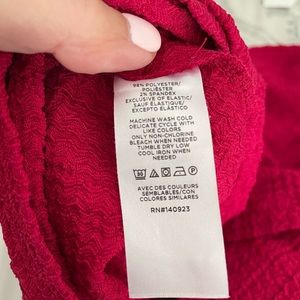 98% POLYESTER/
POLIÉSTER
2% SPANDEX
EXCLUSIVE OF ELASTIC/
SAUF ÉLASTIQUE/
EXCEPTO ELÁSTICO
MACHINE WASH COLD
DELICATE CYCLE WITH
LIKE COLORS
ONLY NON-CHLORINE
BLEACH WHEN NEEDED
TUMBLE DRY LOW
COOL IRON WHEN
NEEDED
AVEC DES COULEURS
SEMBLABLES/CON
COLORES SIMILARES
RN#140923